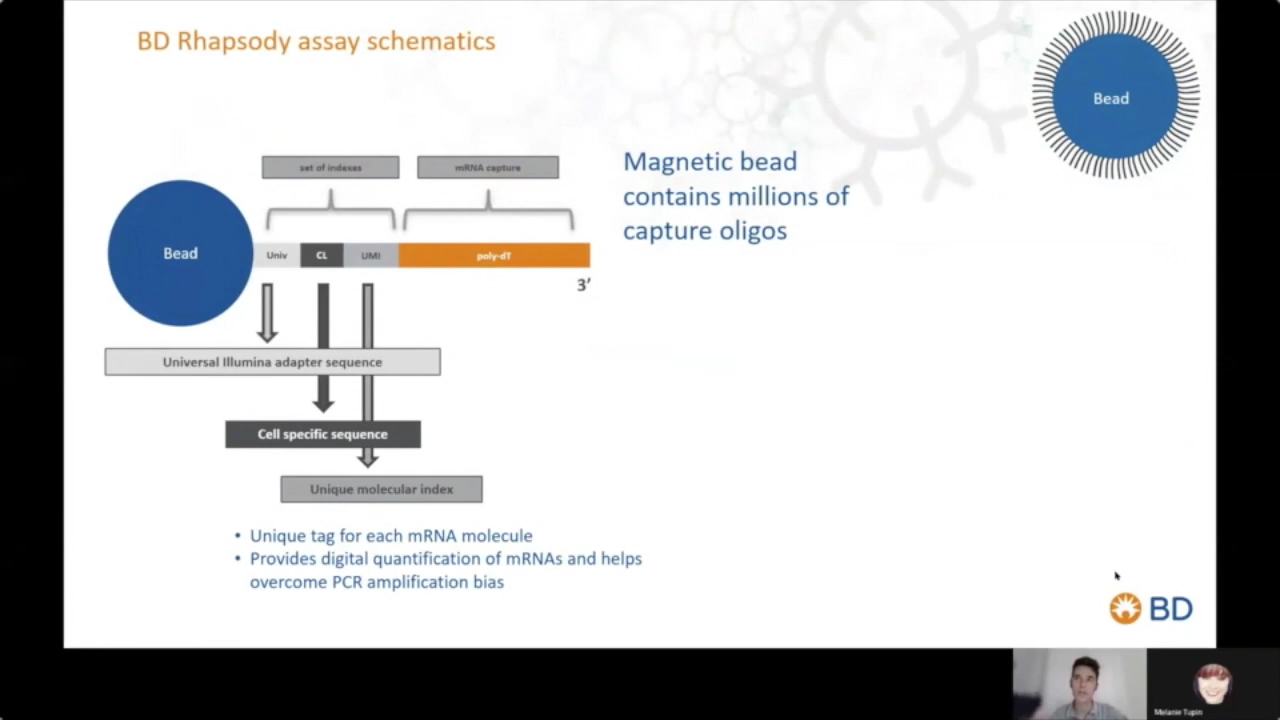 BD Rhapsody assay schematics
Bead
set of indexes
mRNA capture
Magnetic bead
contains millions of
capture oligos
Bead
Univ
CL
UMI
poly-dT
3’
Universal Illumina adapter sequence
Cell specific sequence
Unique molecular index
• Unique tag for each mRNA molecule
• Provides digital quantification of mRNAs and helps
overcome PCR amplification bias
BD
Melanie Tupin